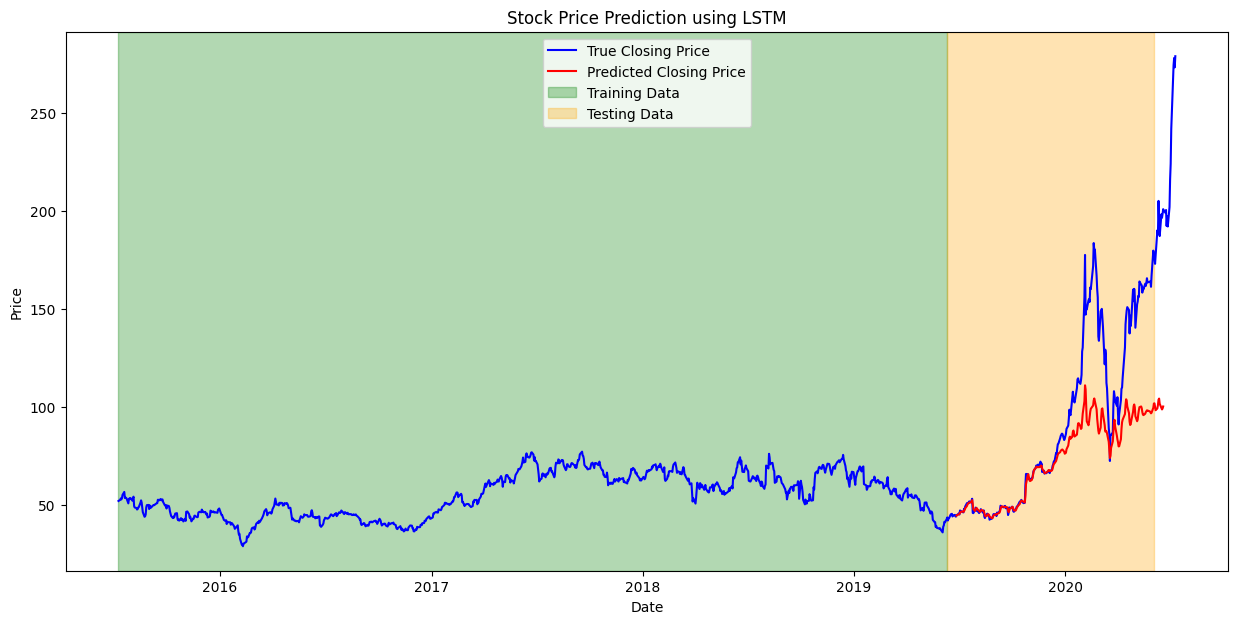 Stock Price Prediction using LSTM
True Closing Price
Predicted Closing Price
Training Data
Testing Data
Price
250
200
150
100
50
2016
2017
2018
2019
2020
Date